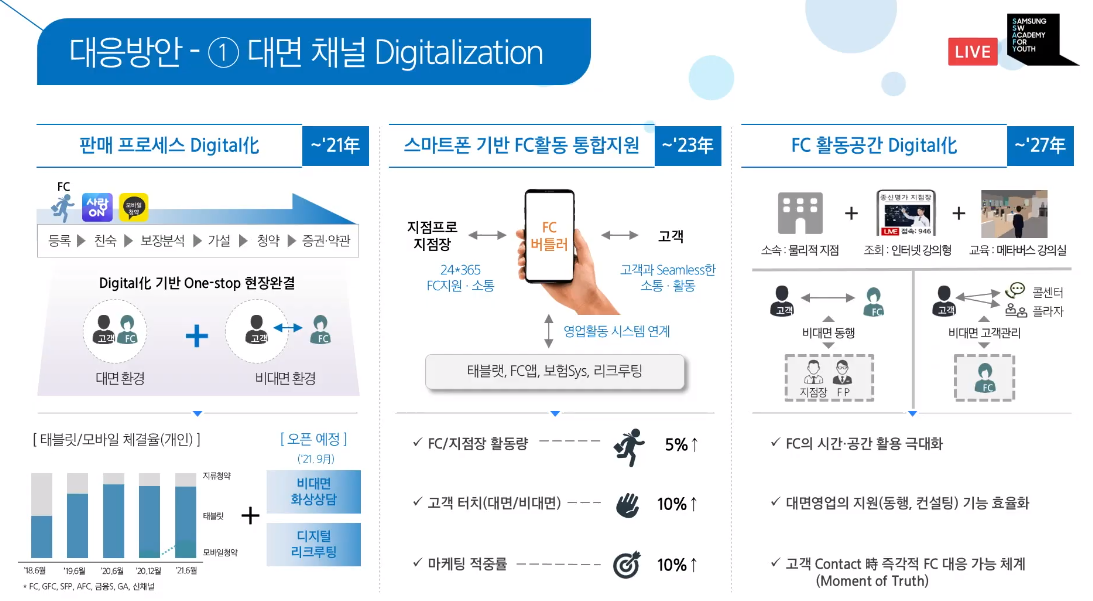 대응방안 - ① 대면 채널 Digitalization
LIVE
SAMSUNG
SW
ACADEMY
FOR
YOUTH
판매 프로세스 Digital化
~'21年
FC
사랑
ON
모바일
청약
등록 ▶ 친숙 ▶ 보장분석 ▶ 가설 ▶ 청약 ▶ 증권·약관
Digital化 기반 One-stop 현장완결
고객 FC
+
고객 FC
대면 환경
비대면 환경
[ 태블릿/모바일 체결율(개인) ]
지류청약
태블릿
모바일청약
'18.6월 '19.6월 '20.6월 '20.12월 '21.6월
* FC, GFC, SFP, AFC, 금융S, GA, 신채널
+
[ 오픈 예정 ]
('21. 9월)
비대면
화상상담
디지털
리크루팅
스마트폰 기반 FC활동 통합지원
~'23年
지점프로
지점장
FC
버틀러
고객
24*365
FC지원 · 소통
고객과 Seamless한
소통 · 활동
영업활동 시스템 연계
태블랫, FC앱, 보험Sys, 리크루팅
✓ FC/지점장 활동량 5%↑
✓ 고객 터치(대면/비대면) 10%↑
✓ 마케팅 적중률 10%↑
FC 활동공간 Digital化
~'27年
+
종신명가 지점장
LIVE 접속: 946
+
소속 : 물리적 지점
조회 : 인터넷 강의형
교육 : 메타버스 강의실
고객 FC
비대면 동행
지점장 F P
고객
콜센터
플라자
비대면 고객관리
FC
✓ FC의 시간·공간 활용 극대화
✓ 대면영업의 지원(동행, 컨설팅) 기능 효율화
✓ 고객 Contact 時 즉각적 FC 대응 가능 체계
(Moment of Truth)